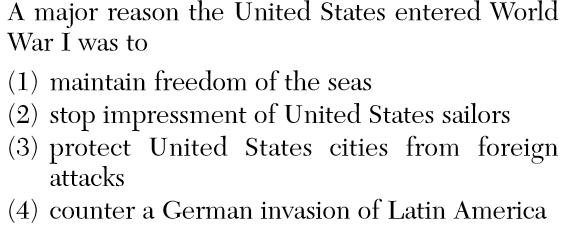 A major reason the United States entered World
War I was to
(1) maintain freedom of the seas
(2) stop impressment of United States sailors
(3) protect United States cities from foreign
attacks
(4) counter a German invasion of Latin America